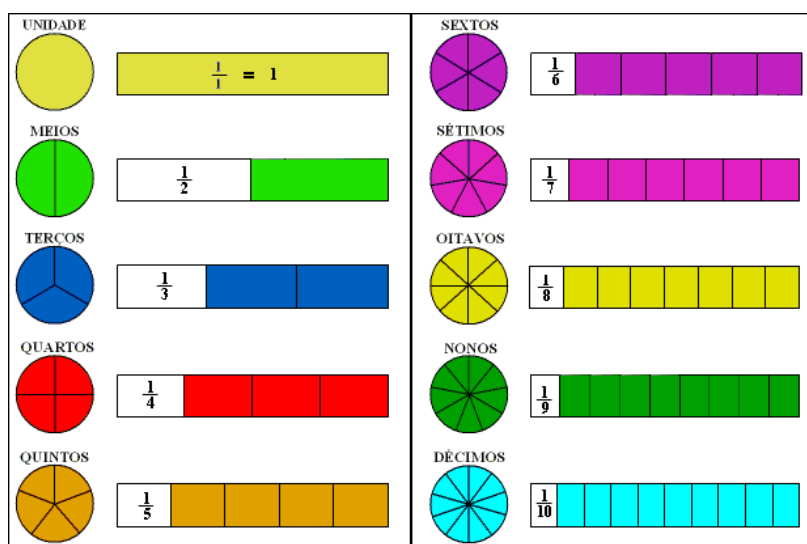 UNIDADE
1/1 = 1
MEIOS
1/2
TERÇOS
1/3
QUARTOS
1/4
QUINTOS
1/5
SEXTOS
1/6
SÉTIMOS
1/7
OITAVOS
1/8
NONOS
1/9
DÉCIMOS
1/10